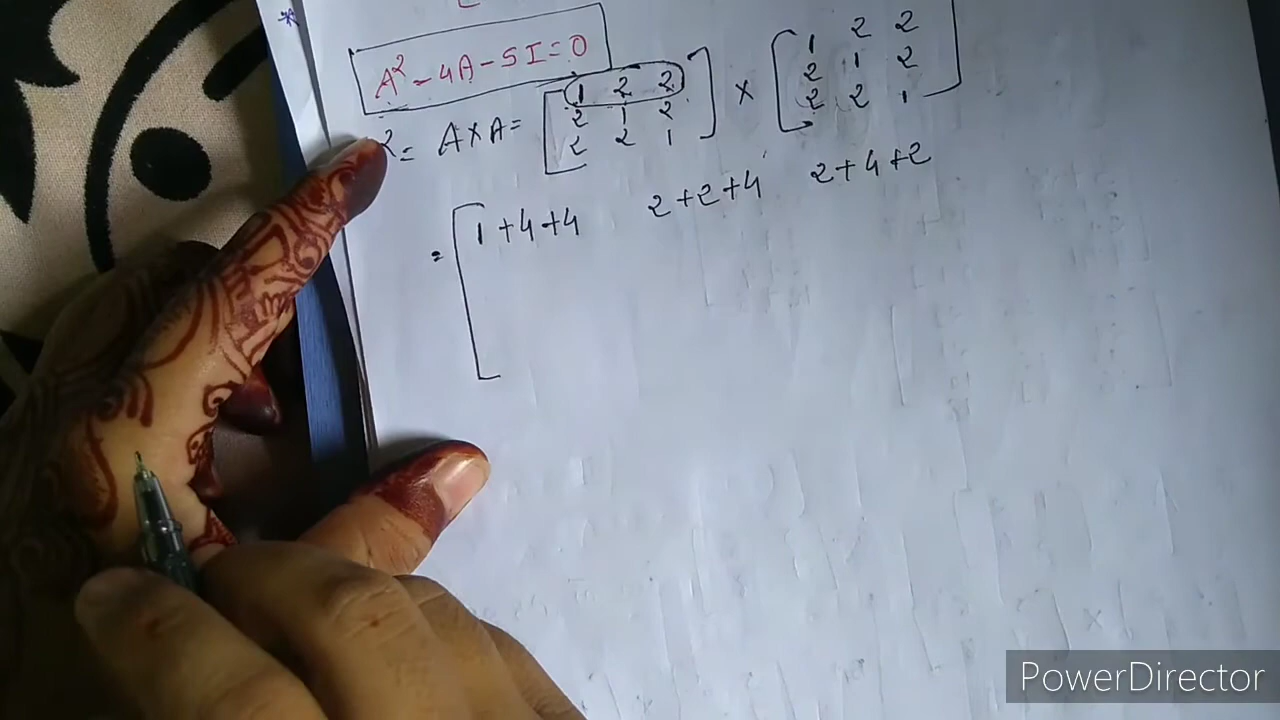 *
A² - 4A - 5I = 0
2 = A × A = [ 1 2 2 ] × [ 1 2 2 ]
2 1 2 2 1 2
2 2 1 2 2 1
= [ 1 + 4 + 4 2 + 2 + 4 2 + 4 + 2
PowerDirector